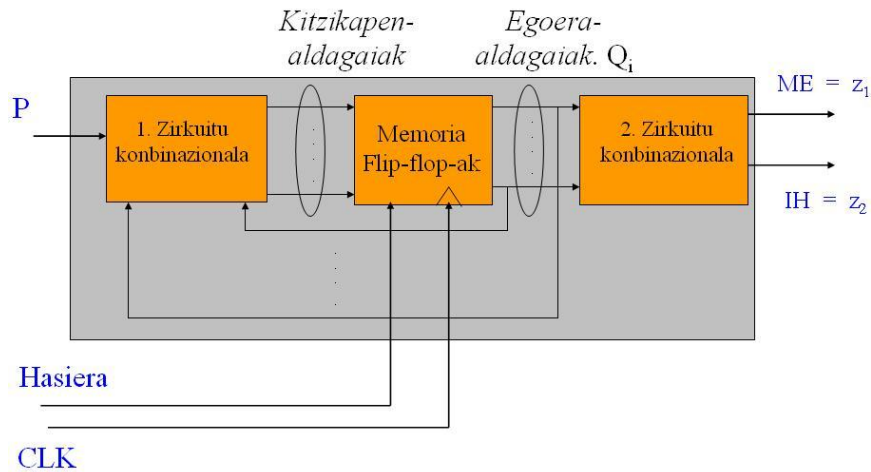 Kitzikapen-
aldagaiak
Egoera-
aldagaiak. Qi
P
1. Zirkuitu
konbinazionala
Memoria
Flip-flop-ak
2. Zirkuitu
konbinazionala
ME = z1
IH = z2
Hasiera
CLK